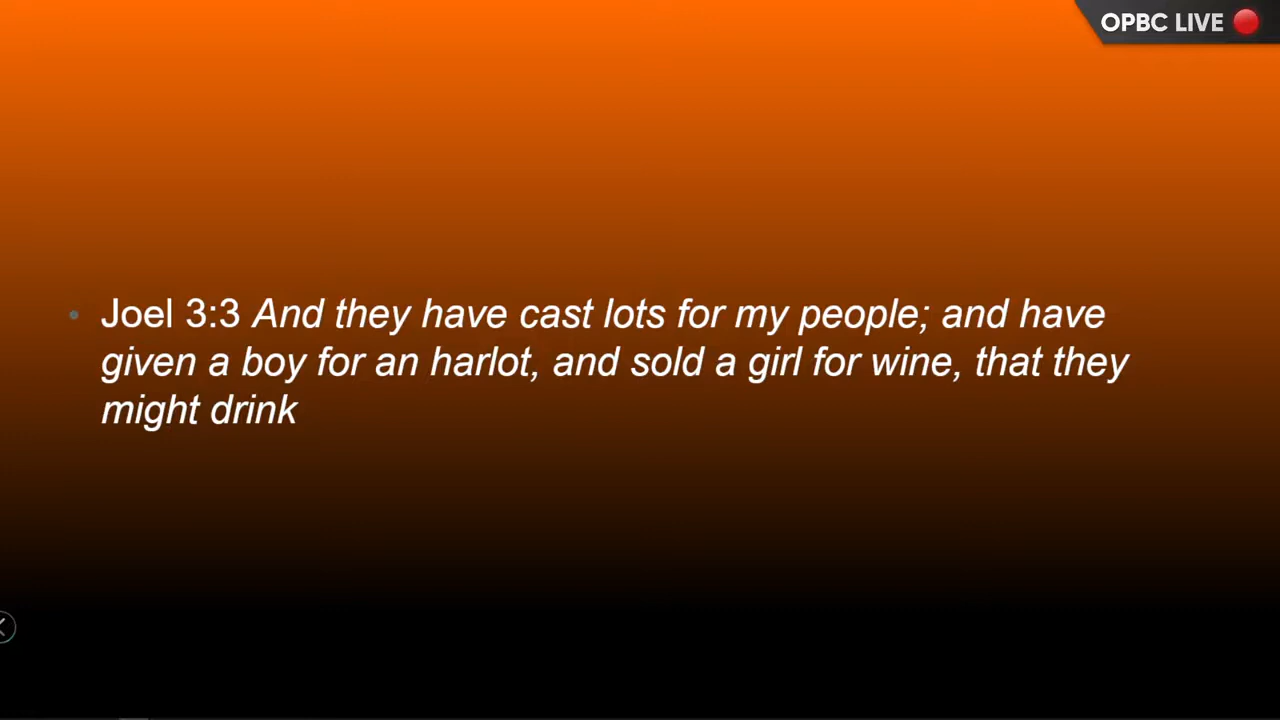 OPBC LIVE
• Joel 3:3 And they have cast lots for my people; and have
given a boy for an harlot, and sold a girl for wine, that they
might drink